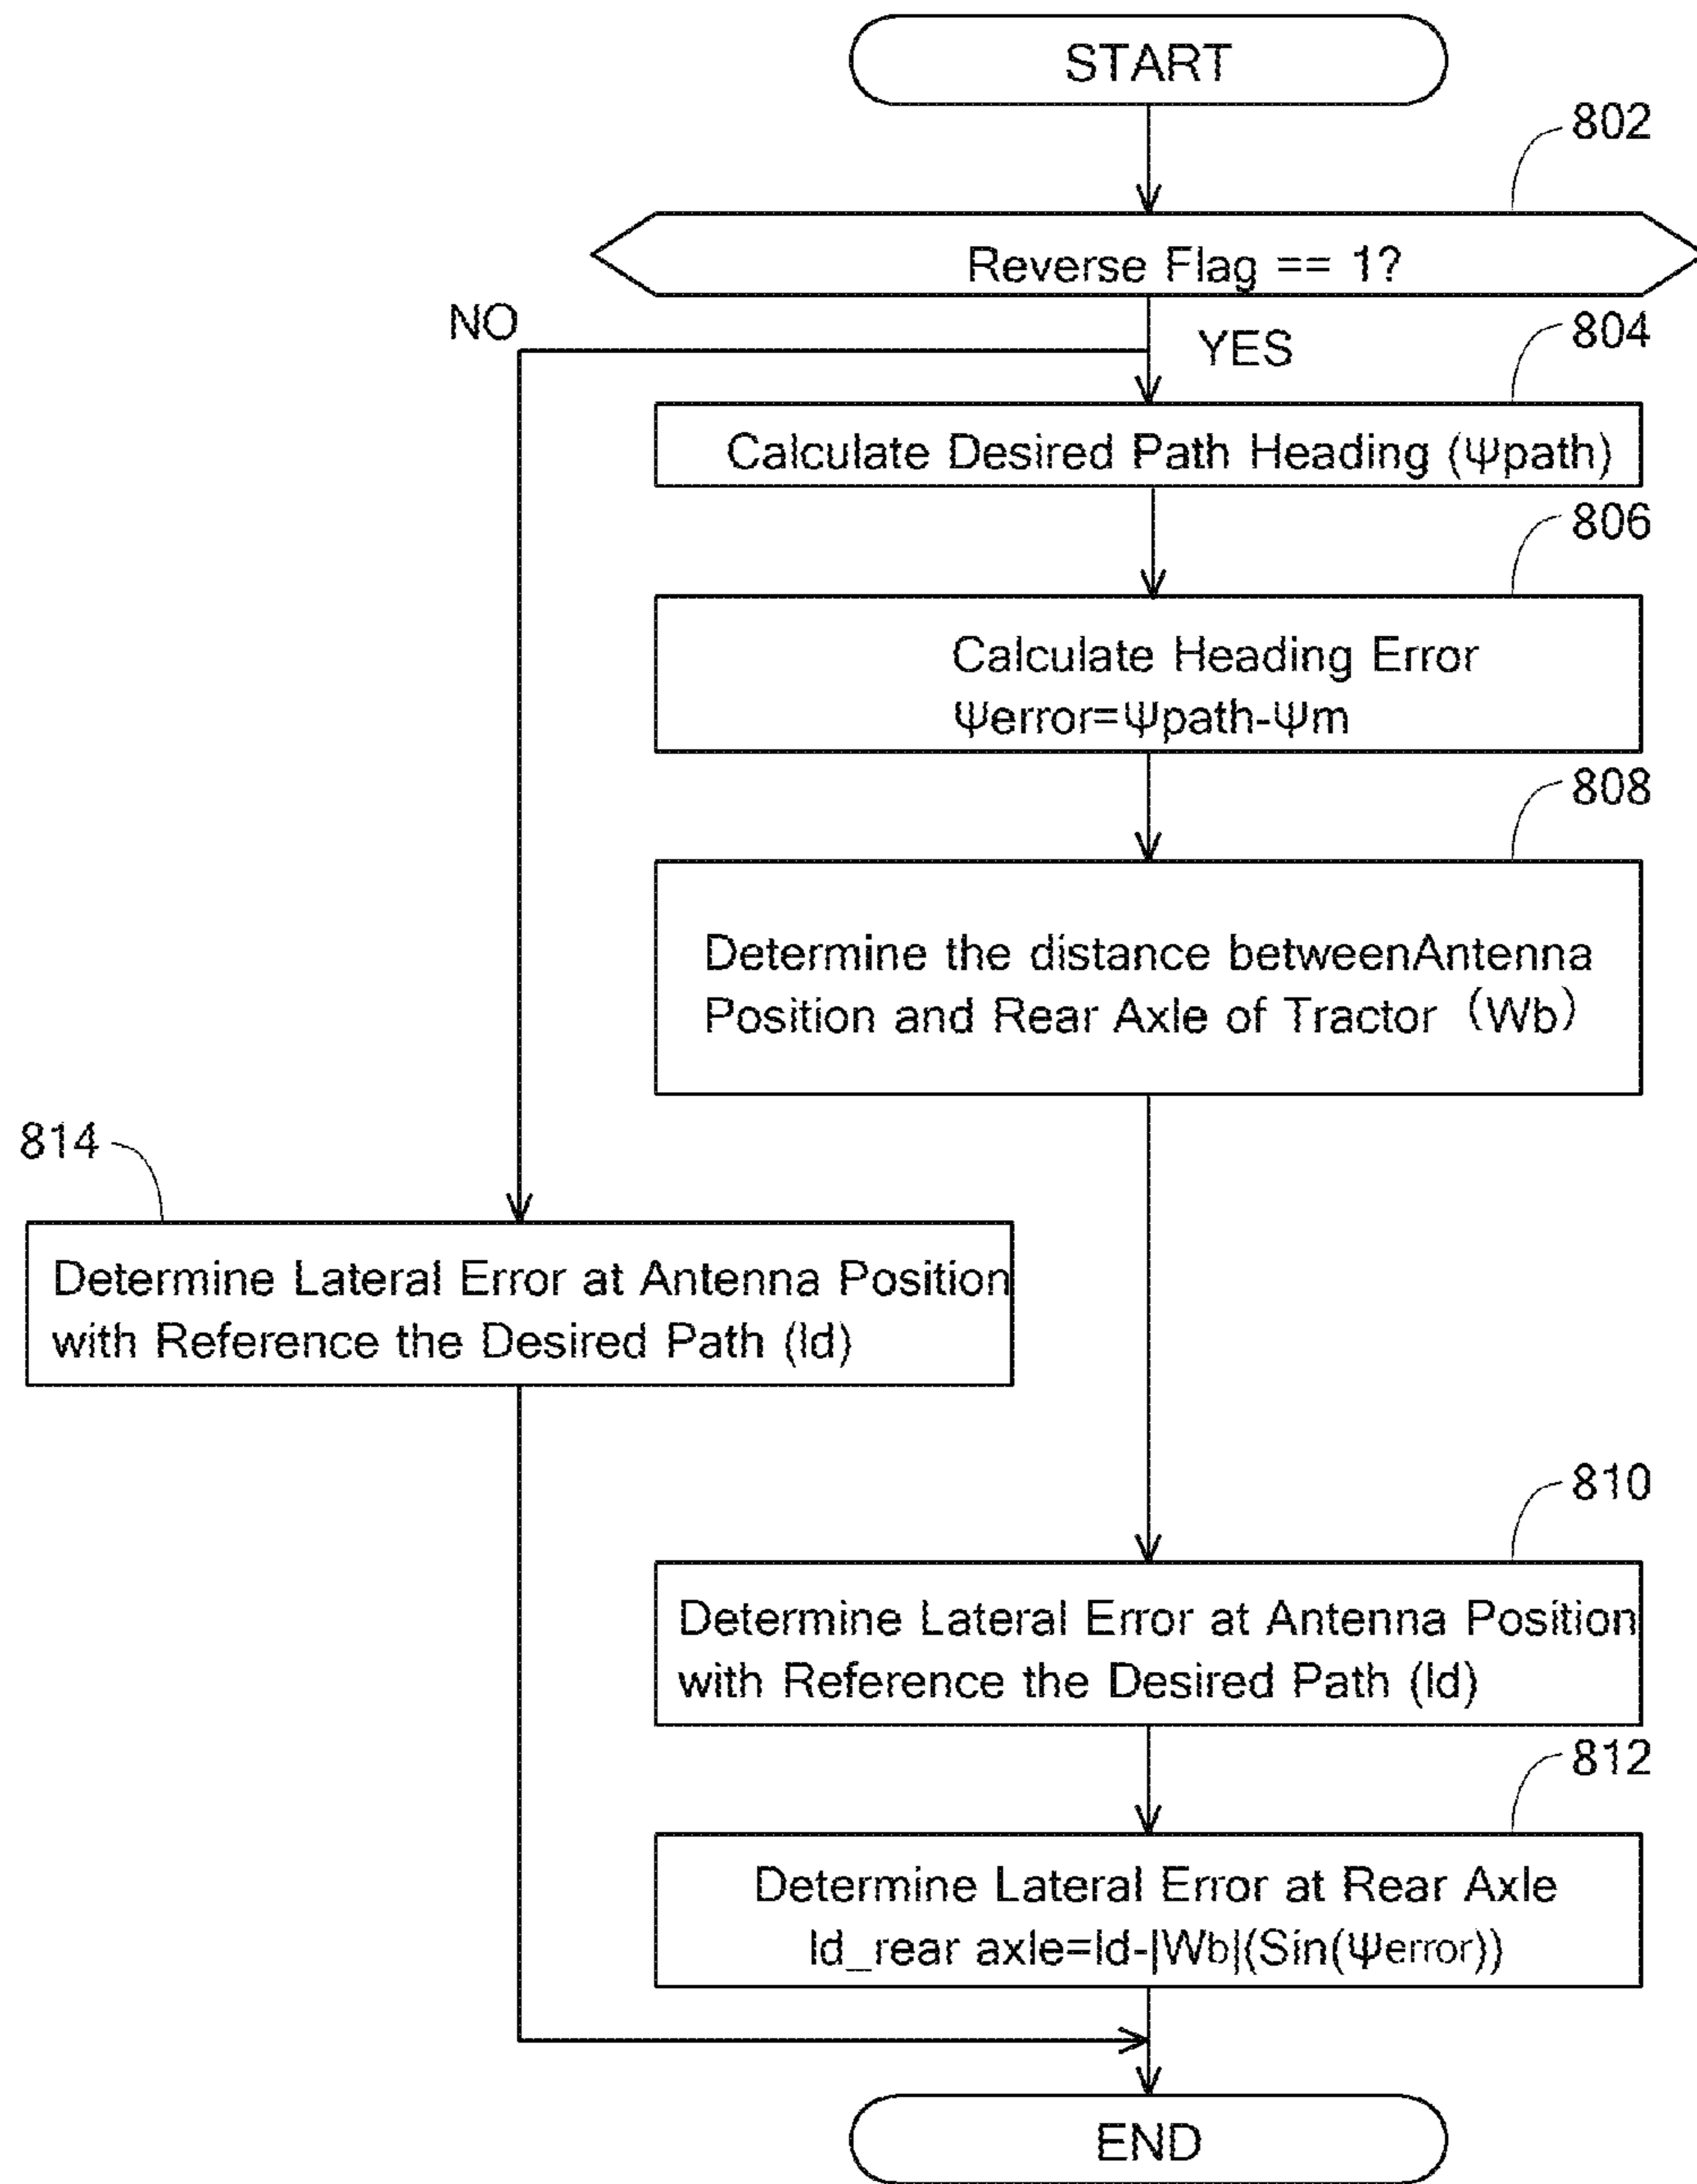 START
802
Reverse Flag == 1?
NO
YES
804
Calculate Desired Path Heading (Ψpath)
806
Calculate Heading Error
Ψerror=Ψpath-Ψm
808
Determine the distance betweenAntenna
Position and Rear Axle of Tractor (Wb)
814
Determine Lateral Error at Antenna Position
with Reference the Desired Path (ld)
810
Determine Lateral Error at Antenna Position
with Reference the Desired Path (ld)
812
Determine Lateral Error at Rear Axle
ld_rear axle=ld-|Wb|(Sin(Ψerror))
END